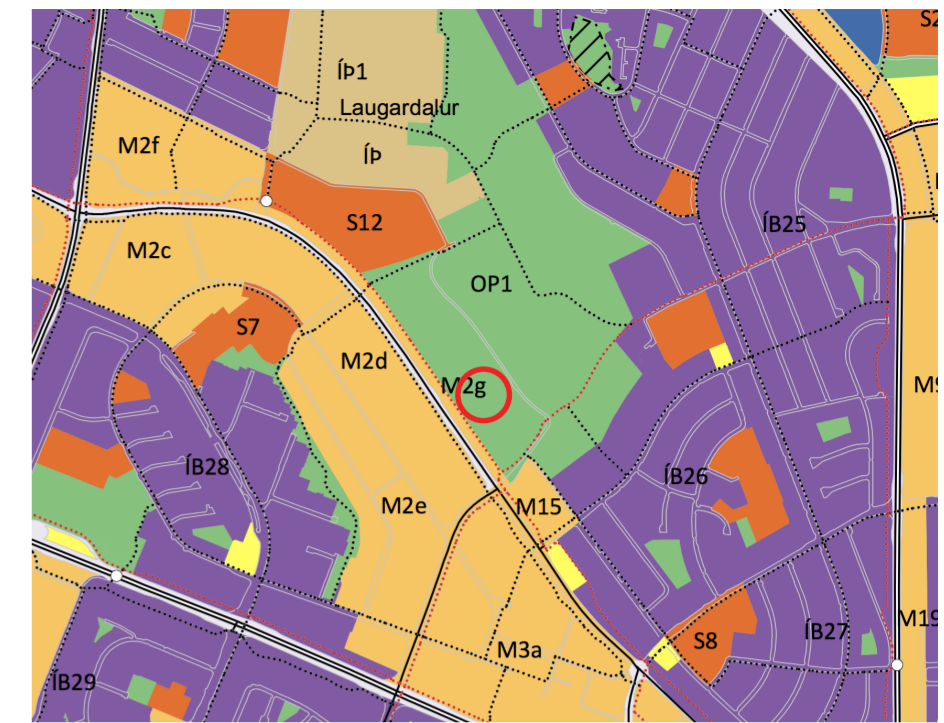 S2
ÍÞ1
Laugardalur
M2f
ÍÞ
S12
ÍB25
M2c
OP1
S7
M2d
M2g
M9
ÍB28
ÍB26
M2e
M15
M19
S8
ÍB27
M3a
ÍB29